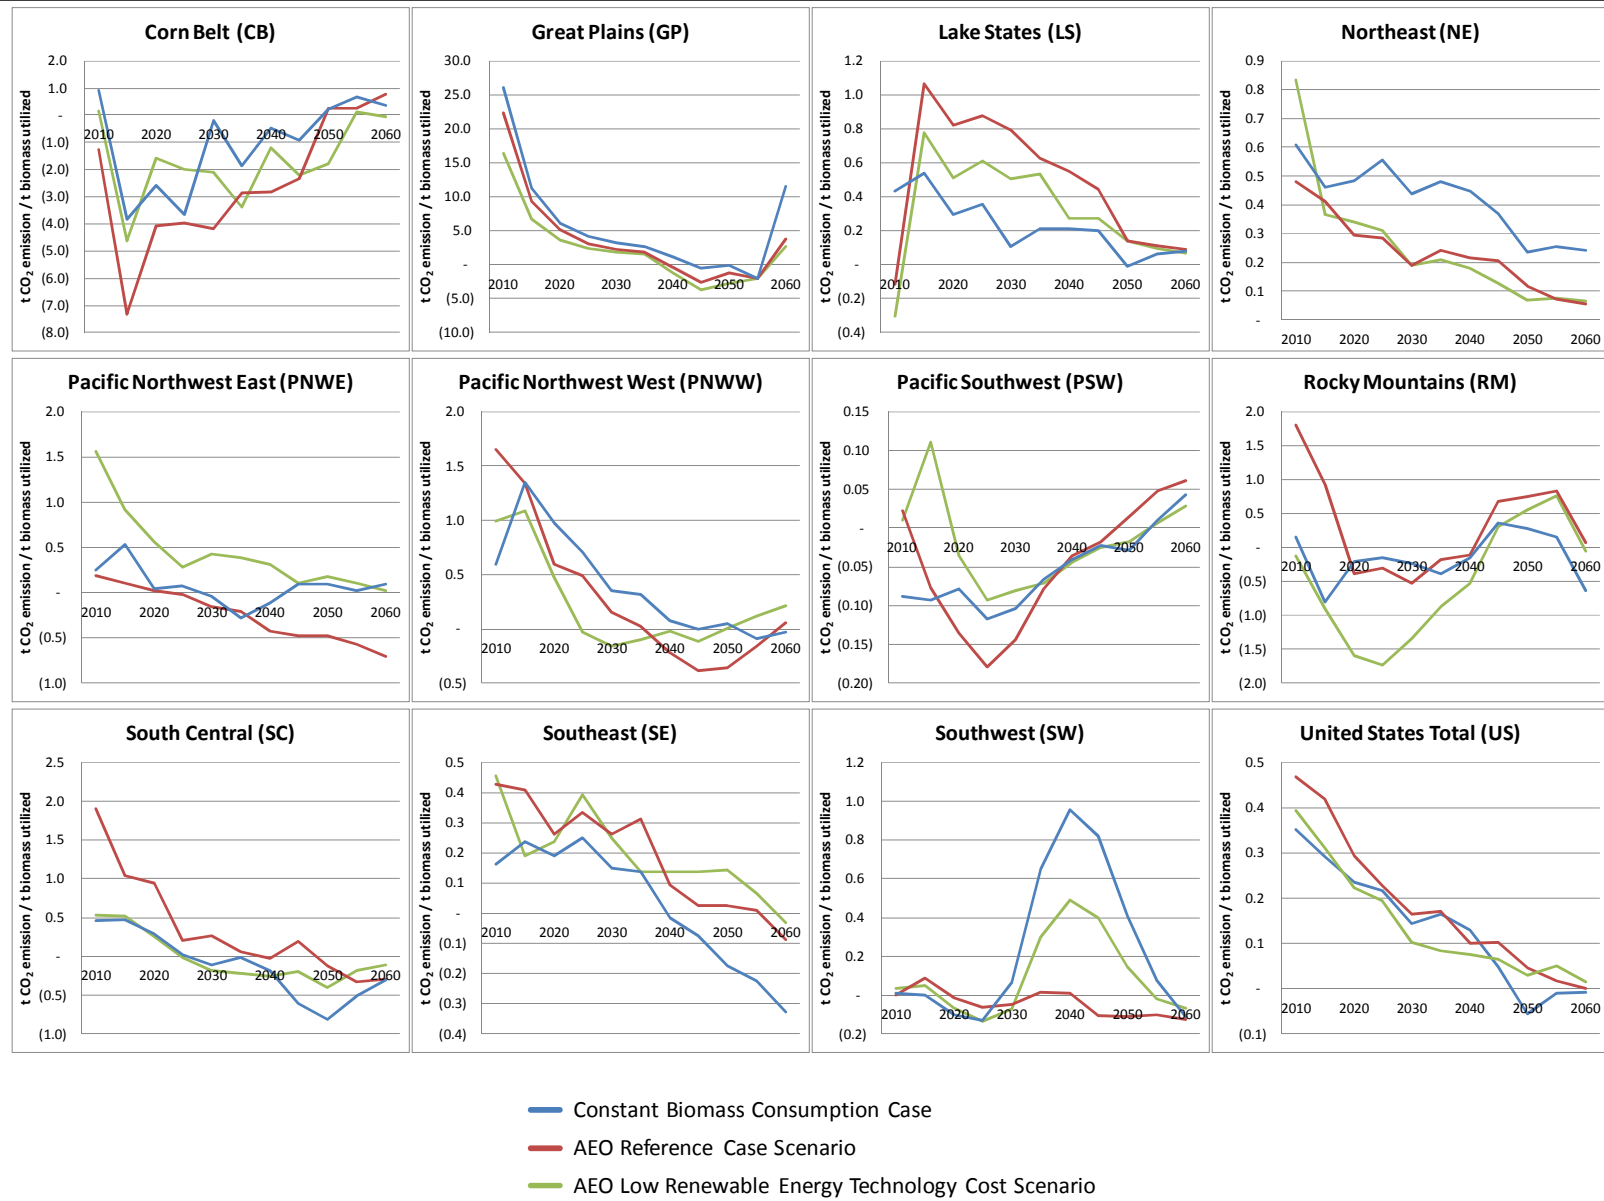 Corn Belt (CB)
t CO2 emission / t biomass utilized
2.0
1.0
-
(1.0)
(2.0)
(3.0)
(4.0)
(5.0)
(6.0)
(7.0)
(8.0)
2010 2020 2030 2040 2050 2060
Great Plains (GP)
t CO2 emission / t biomass utilized
30.0
25.0
20.0
15.0
10.0
5.0
-
(5.0)
(10.0)
2010 2020 2030 2040 2050 2060
Lake States (LS)
t CO2 emission / t biomass utilized
1.2
1.0
0.8
0.6
0.4
0.2
-
(0.2)
(0.4)
2010 2020 2030 2040 2050 2060
Northeast (NE)
t CO2 emission / t biomass utilized
0.9
0.8
0.7
0.6
0.5
0.4
0.3
0.2
0.1
-
2010 2020 2030 2040 2050 2060
Pacific Northwest East (PNWE)
t CO2 emission / t biomass utilized
2.0
1.5
1.0
0.5
-
(0.5)
(1.0)
2010 2020 2030 2040 2050 2060
Pacific Northwest West (PNWW)
t CO2 emission / t biomass utilized
2.0
1.5
1.0
0.5
-
(0.5)
2010 2020 2030 2040 2050 2060
Pacific Southwest (PSW)
t CO2 emission / t biomass utilized
0.15
0.10
0.05
-
(0.05)
(0.10)
(0.15)
(0.20)
2010 2020 2030 2040 2050 2060
Rocky Mountains (RM)
t CO2 emission / t biomass utilized
2.0
1.5
1.0
0.5
-
(0.5)
(1.0)
(1.5)
(2.0)
2010 2020 2030 2040 2050 2060
South Central (SC)
t CO2 emission / t biomass utilized
2.5
2.0
1.5
1.0
0.5
-
(0.5)
(1.0)
2010 2020 2030 2040 2050 2060
Southeast (SE)
t CO2 emission / t biomass utilized
0.5
0.4
0.3
0.2
0.1
-
(0.1)
(0.2)
(0.3)
(0.4)
2010 2020 2030 2040 2050 2060
Southwest (SW)
t CO2 emission / t biomass utilized
1.2
1.0
0.8
0.6
0.4
0.2
-
(0.2)
2010 2020 2030 2040 2050 2060
United States Total (US)
t CO2 emission / t biomass utilized
0.5
0.4
0.3
0.2
0.1
-
(0.1)
2010 2020 2030 2040 2050 2060
Constant Biomass Consumption Case
AEO Reference Case Scenario
AEO Low Renewable Energy Technology Cost Scenario